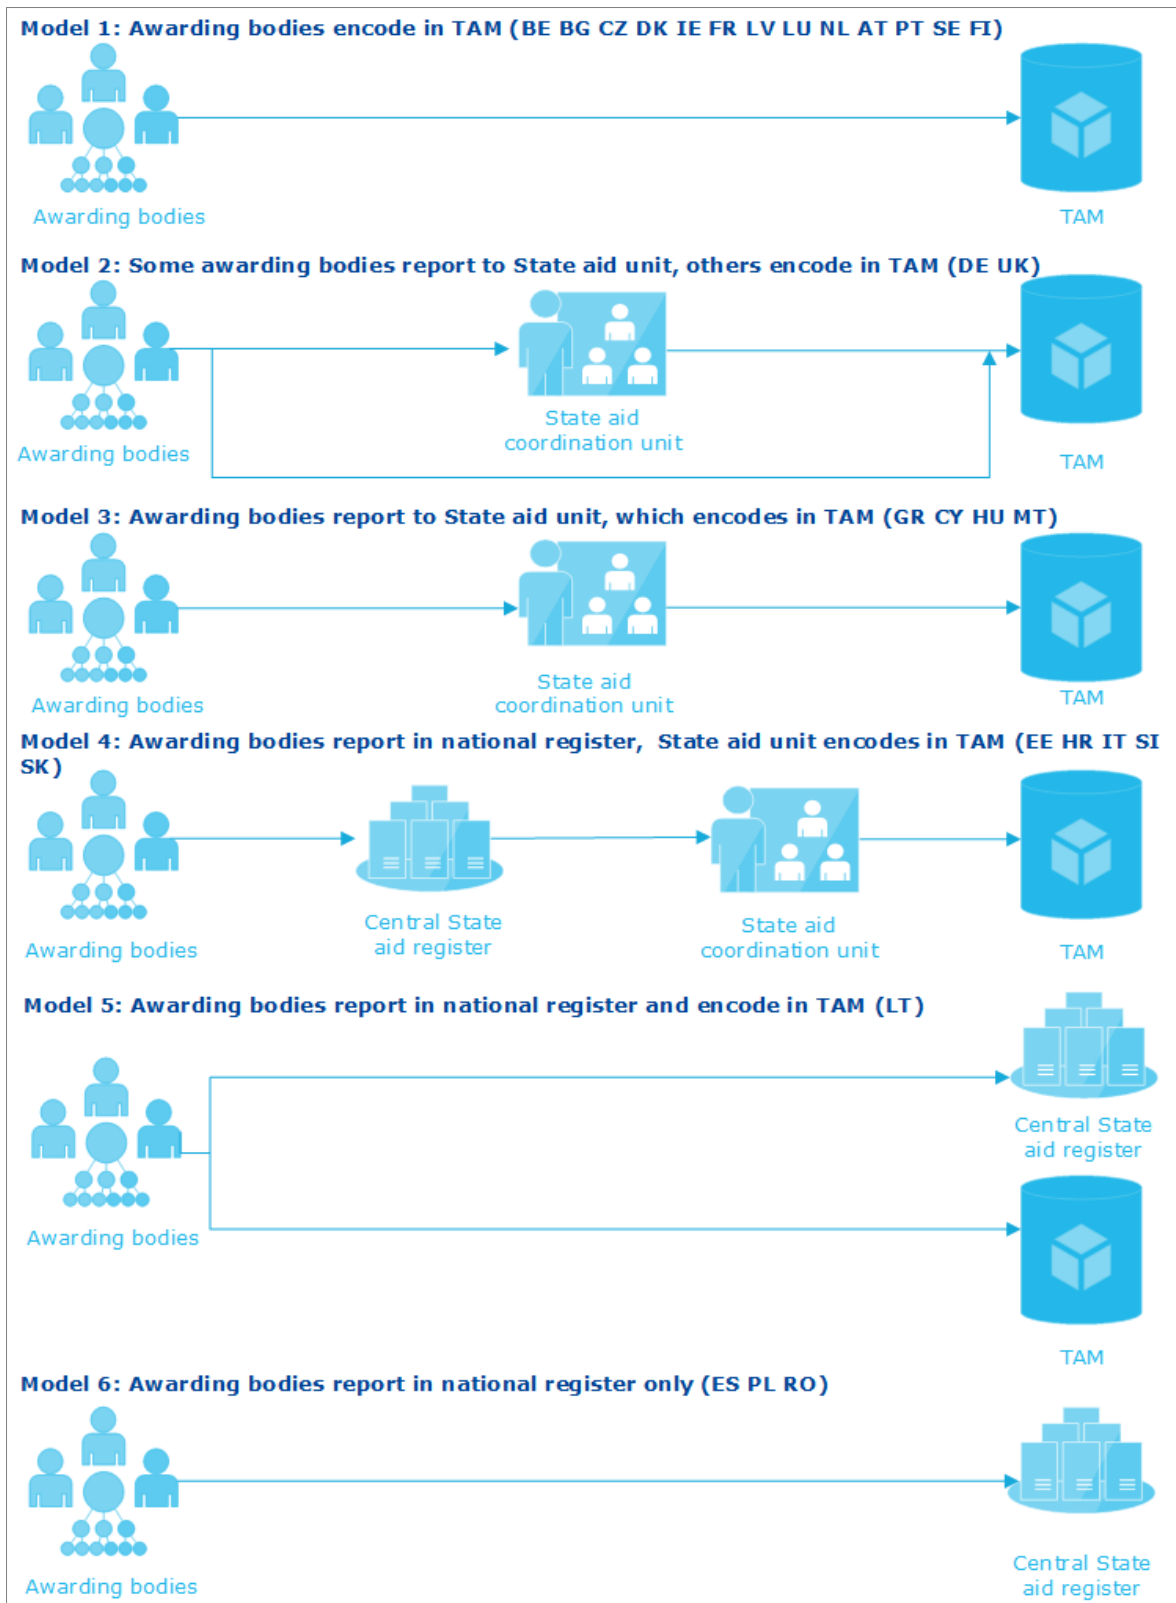 Model 1: Awarding bodies encode in TAM (BE BG CZ DK IE FR LV LU NL AT PT SE FI)
Awarding bodies
TAM
Model 2: Some awarding bodies report to State aid unit, others encode in TAM (DE UK)
State aid
coordination unit
Awarding bodies
TAM
Model 3: Awarding bodies report to State aid unit, which encodes in TAM (GR CY HU MT)
State aid
coordination unit
Awarding bodies
TAM
Model 4: Awarding bodies report in national register, State aid unit encodes in TAM (EE HR IT SI
SK)
Central State
aid register
State aid
coordination unit
Awarding bodies
TAM
Model 5: Awarding bodies report in national register and encode in TAM (LT)
Central State
aid register
Awarding bodies
TAM
Model 6: Awarding bodies report in national register only (ES PL RO)
Awarding bodies
Central State
aid register